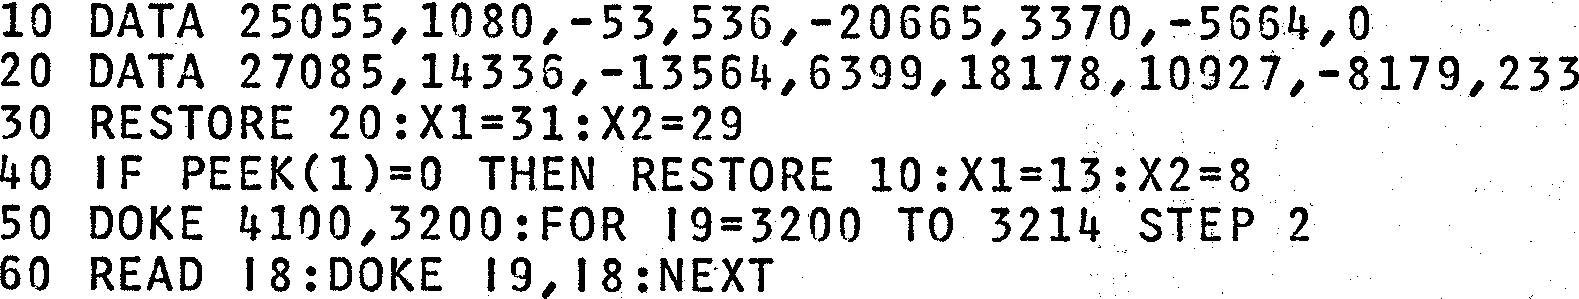 10 DATA 25055,1080,-53,536,-20665,3370,-5664,0
20 DATA 27085,14336,-13564,6399,18178,10927,-8179,233
30 RESTORE 20:X1=31:X2=29
40 IF PEEK(1)=0 THEN RESTORE 10:X1=13:X2=8
50 DOKE 4100,3200:FOR I9=3200 TO 3214 STEP 2
60 READ I8:DOKE I9,I8:NEXT